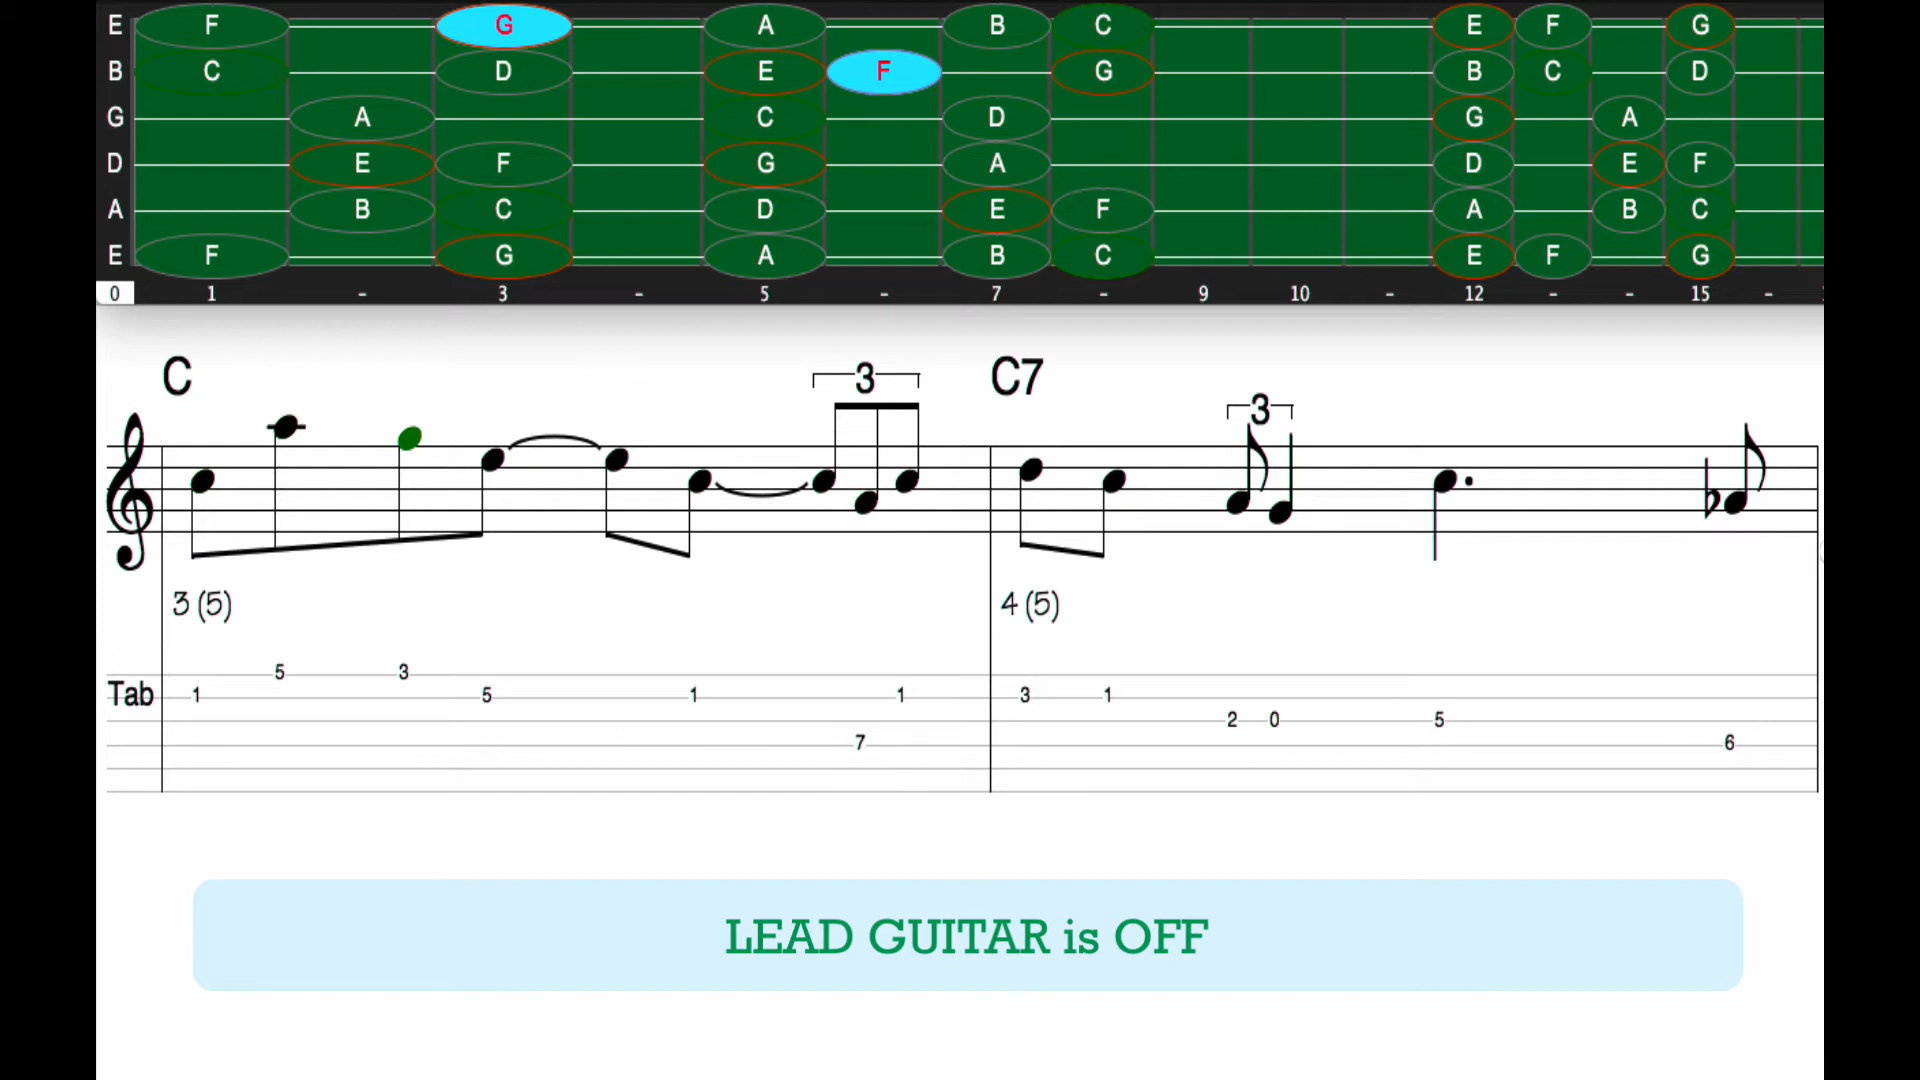 E F G A B C E F G
B C D E F G B C D
G A C D G A
D E F G A D E F
A B C D E F A B C
E F G A B C E F G
0 1 - 3 - 5 - 7 - 9 10 - 12 - - 15 -
C 3 C7 3
3 (5) 4 (5)
5 3
Tab 1 5 1 1 3 1
2 0 5
7 6
LEAD GUITAR is OFF